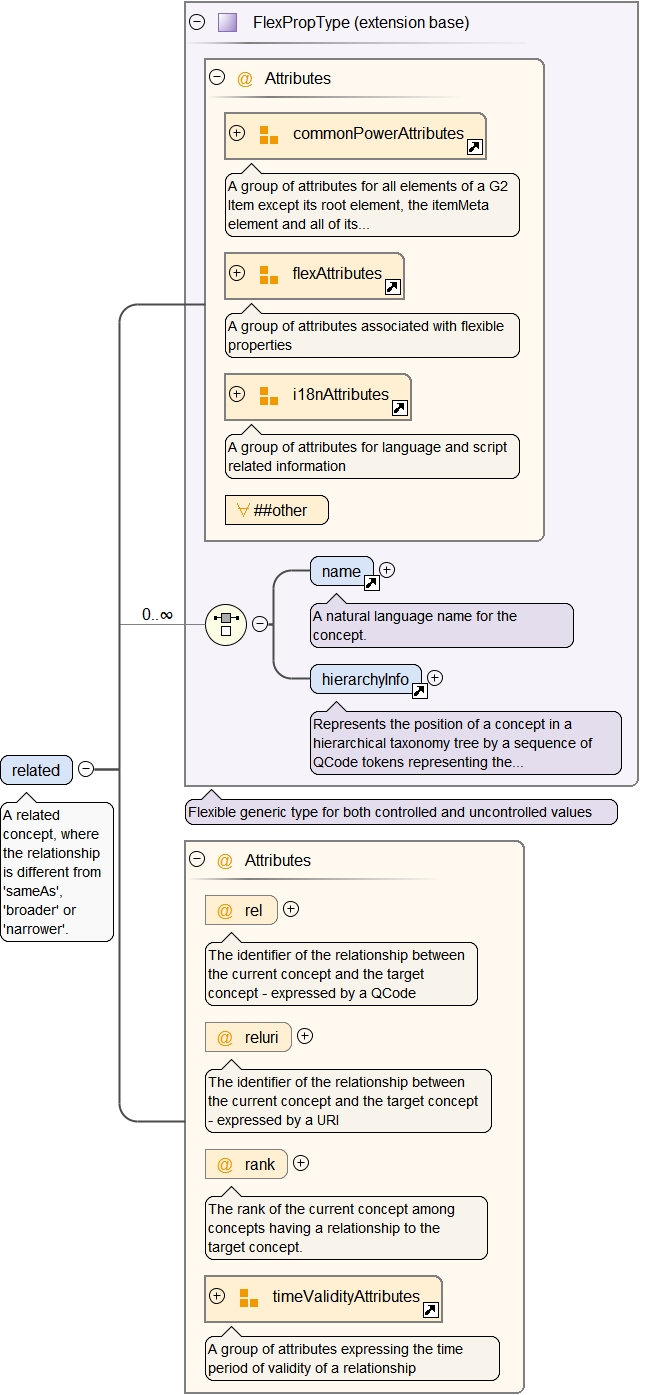 FlexPropType (extension base)
@ Attributes
commonPowerAttributes
A group of attributes for all elements of a G2
Item except its root element, the itemMeta
element and all of its...
flexAttributes
A group of attributes associated with flexible
properties
i18nAttributes
A group of attributes for language and script
related information
∀ ##other
0..∞
name
A natural language name for the
concept.
hierarchyInfo
Represents the position of a concept in a
hierarchical taxonomy tree by a sequence of
QCode tokens representing the...
related
A related
concept, where
the relationship
is different from
'sameAs',
'broader' or
'narrower'.
Flexible generic type for both controlled and uncontrolled values
@ Attributes
@ rel
The identifier of the relationship between
the current concept and the target
concept - expressed by a QCode
@ reluri
The identifier of the relationship between
the current concept and the target concept
- expressed by a URI
@ rank
The rank of the current concept among
concepts having a relationship to the
target concept.
timeValidityAttributes
A group of attributes expressing the time
period of validity of a relationship